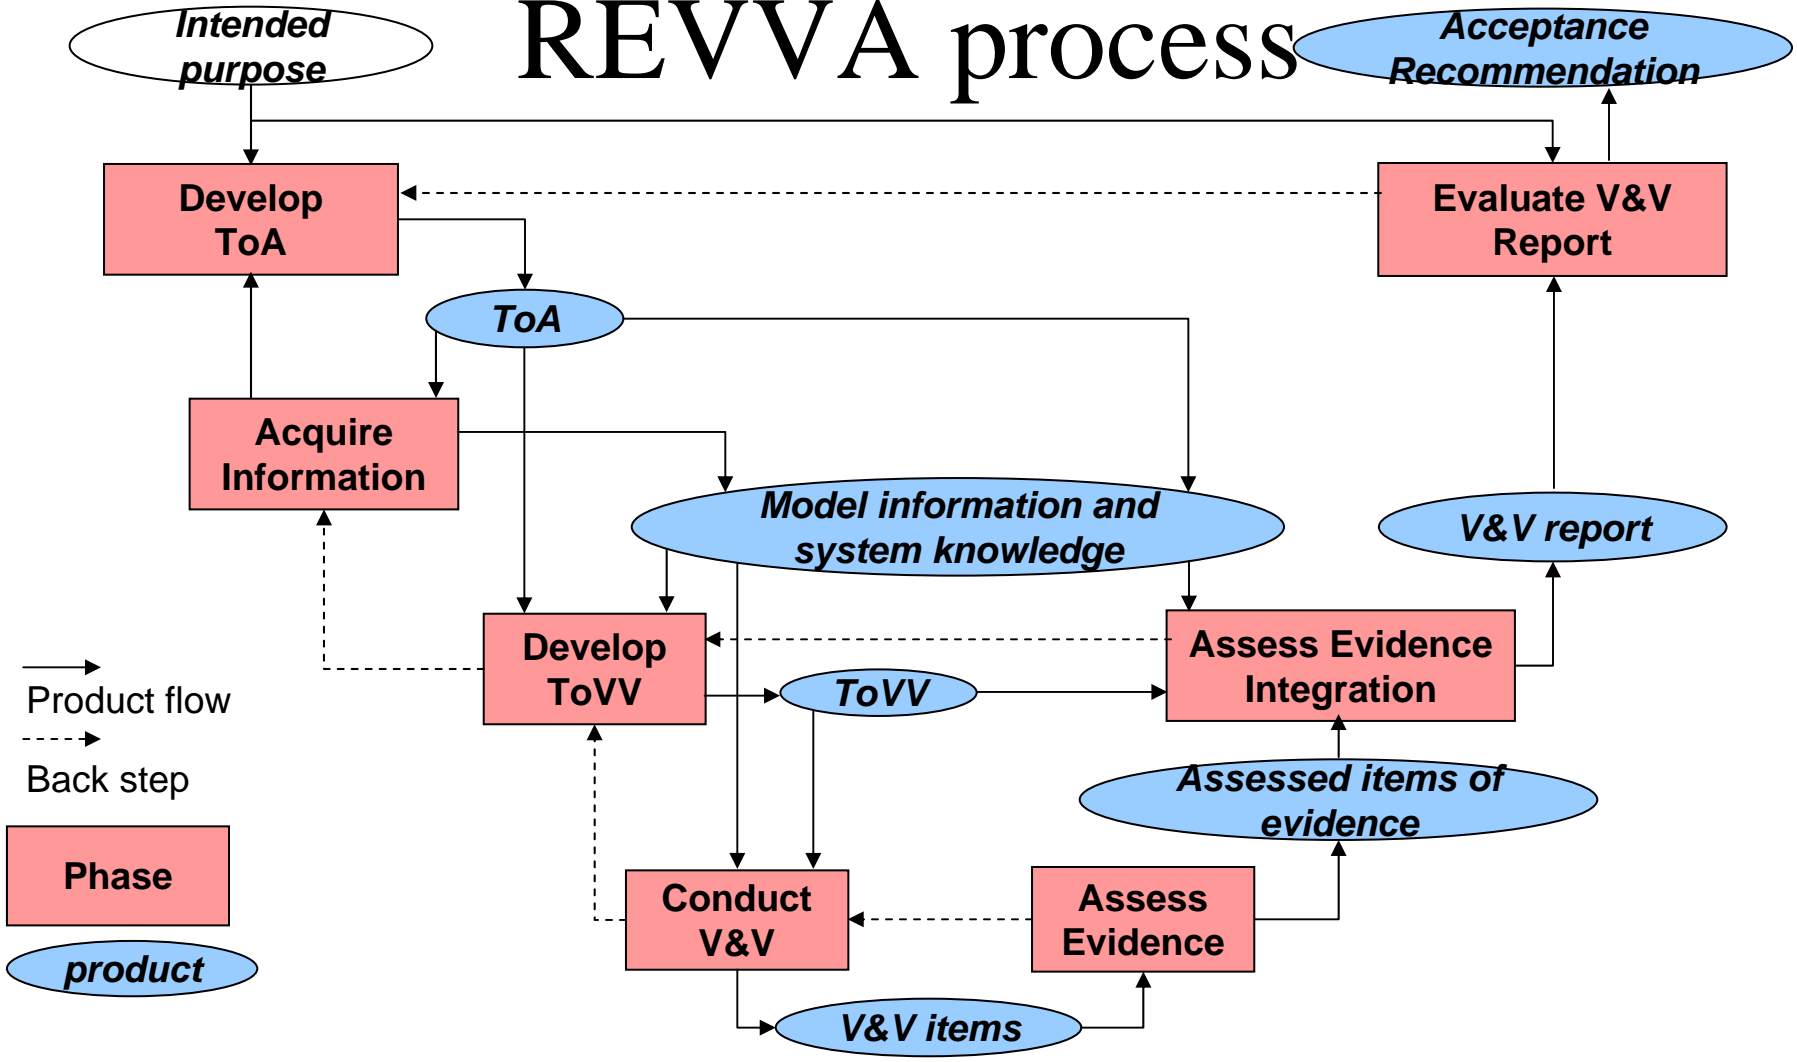 REVVA process
Intended
purpose
Acceptance
Recommendation
Develop
ToA
Evaluate V&V
Report
ToA
Acquire
Information
Model information and
system knowledge
V&V report
Develop
ToVV
ToVV
Assess Evidence
Integration
Product flow
Back step
Assessed items of
evidence
Phase
Conduct
V&V
Assess
Evidence
product
V&V items